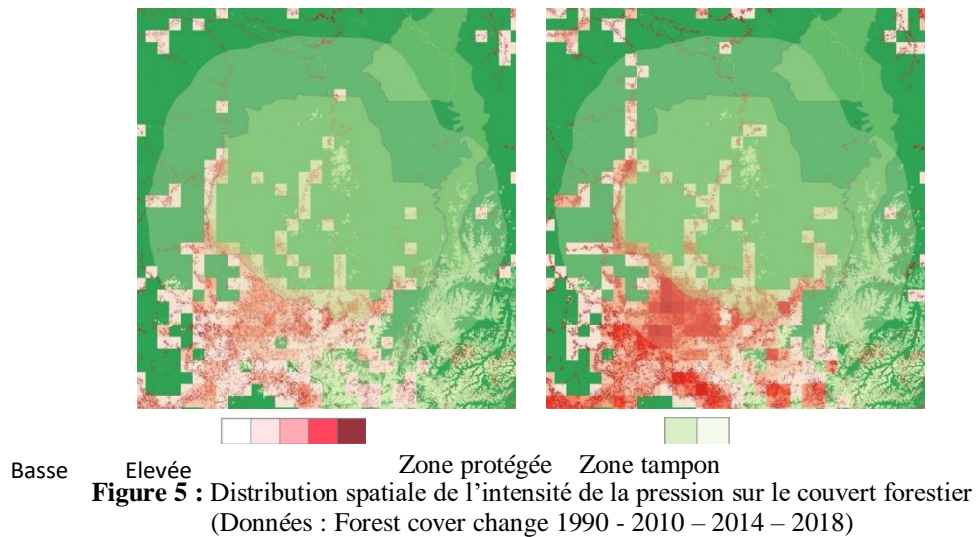 Basse Elevée Zone protégée Zone tampon
Figure 5 : Distribution spatiale de l’intensité de la pression sur le couvert forestier
(Données : Forest cover change 1990 - 2010 – 2014 – 2018)